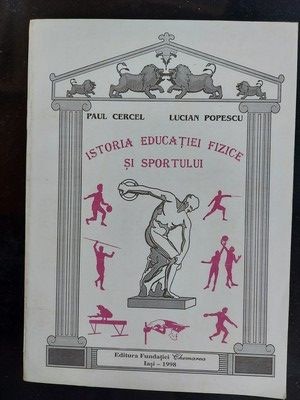 PAUL CERCEL LUCIAN POPESCU
ISTORIA EDUCAȚIEI FIZICE
ȘI SPORTULUI
Editura Fundației "Chemarea"
Iași - 1998